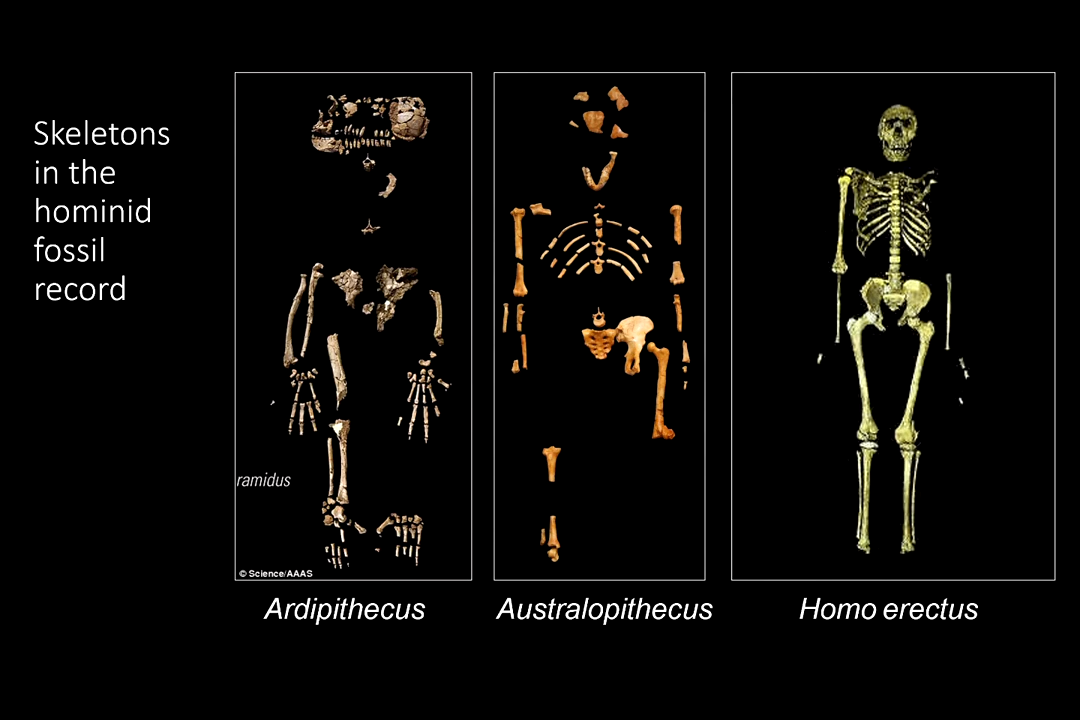 Skeletons
in the
hominid
fossil
record
ramidus
© Science/AAAS
Ardipithecus
Australopithecus
Homo erectus